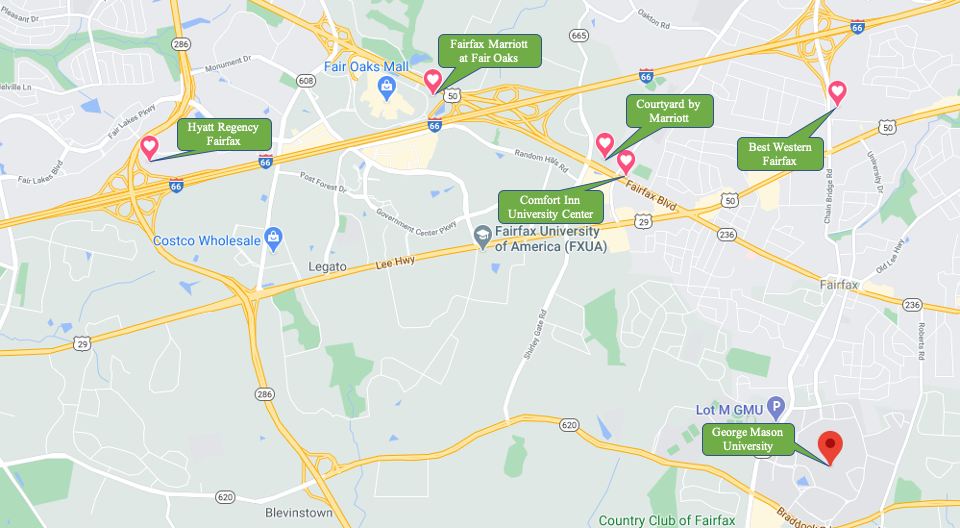 Pleasant Dr
286
Oakton Rd
665
66
Fairfax Marriott
at Fair Oaks
Monument Dr
Fair Oaks Mall
608
66
50
Fair Lakes Pkwy
Courtyard by
Marriott
Hyatt Regency
Fairfax
66
50
Best Western
Fairfax
Random Hills Rd
66
Fair Lakes Blvd
66
Post Forest Dr
University Dr
Fairfax Blvd
Comfort Inn
University Center
Chain Bridge Rd
50
Government Center Pkwy
29
Costco Wholesale
Fairfax University
of America (FXUA)
236
Old Lee Hwy
Lee Hwy
Legato
Fairfax
236
29
Shirley Gate Rd
Roberta Rd
286
Lot M GMU
P
620
George Mason
University
620
Blevinstown
Country Club of Fairfax